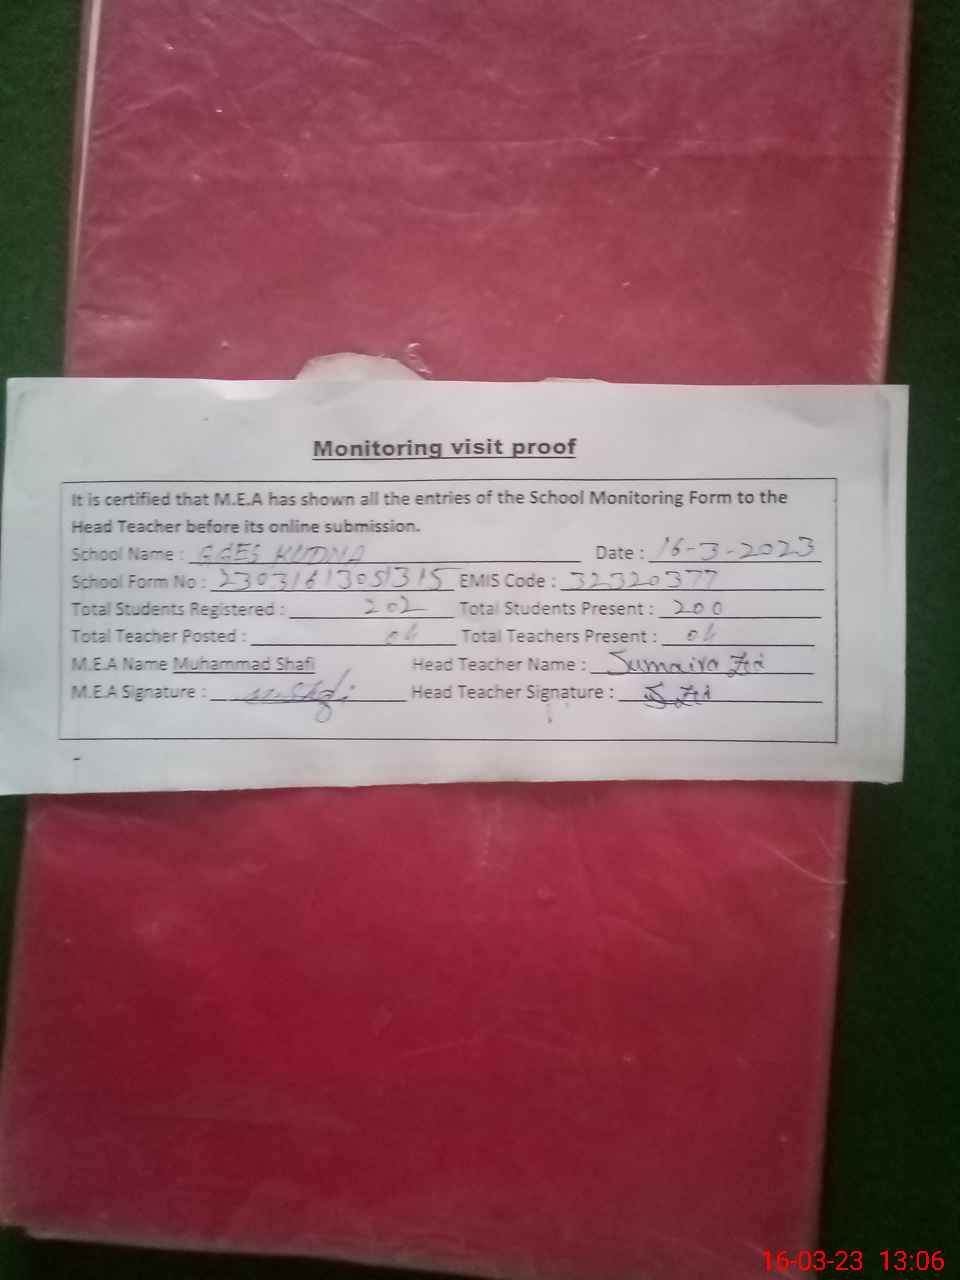 Monitoring visit proof
It is certified that M.E.A has shown all the entries of the School Monitoring Form to the
Head Teacher before its online submission.
School Name : GGES Date : 16-3-2023
School Form No : 23031613051315 EMIS Code : 32320377
Total Students Registered : 202 Total Students Present : 200
Total Teacher Posted : 04 Total Teachers Present : 04
M.E.A Name Muhammad Shafi Head Teacher Name : Sumaira
M.E.A Signature : Head Teacher Signature :
16-03-23 13:06